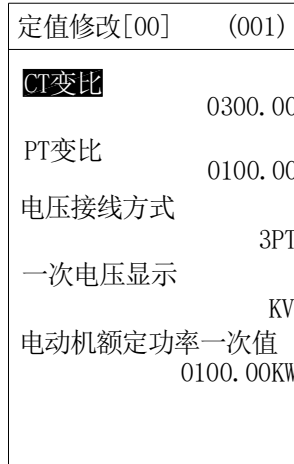 定值修改[00] (001)
CT变比
0300.00
PT变比
0100.00
电压接线方式
3PT
一次电压显示
KV
电动机额定功率一次值
0100.00KW